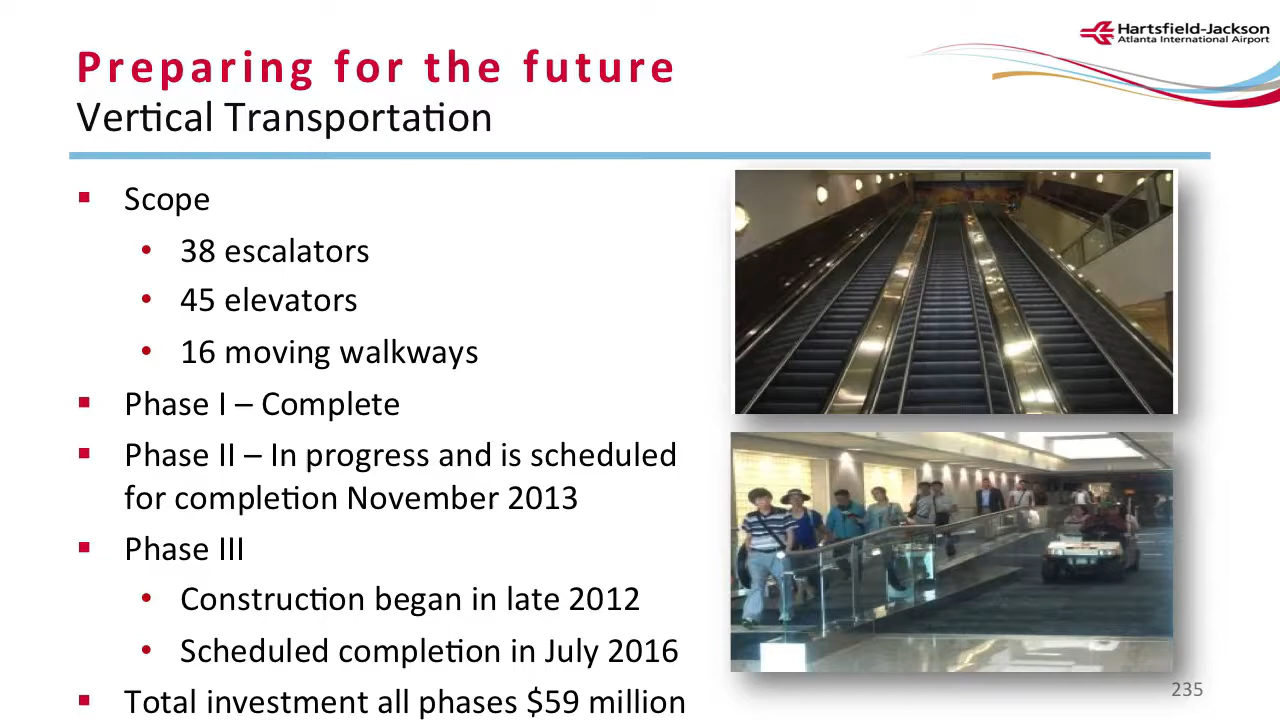 Hartsfield-Jackson
Atlanta International Airport
Preparing for the future
Vertical Transportation
Scope
38 escalators
45 elevators
16 moving walkways
Phase I – Complete
Phase II – In progress and is scheduled
for completion November 2013
Phase III
Construction began in late 2012
Scheduled completion in July 2016
Total investment all phases $59 million
235